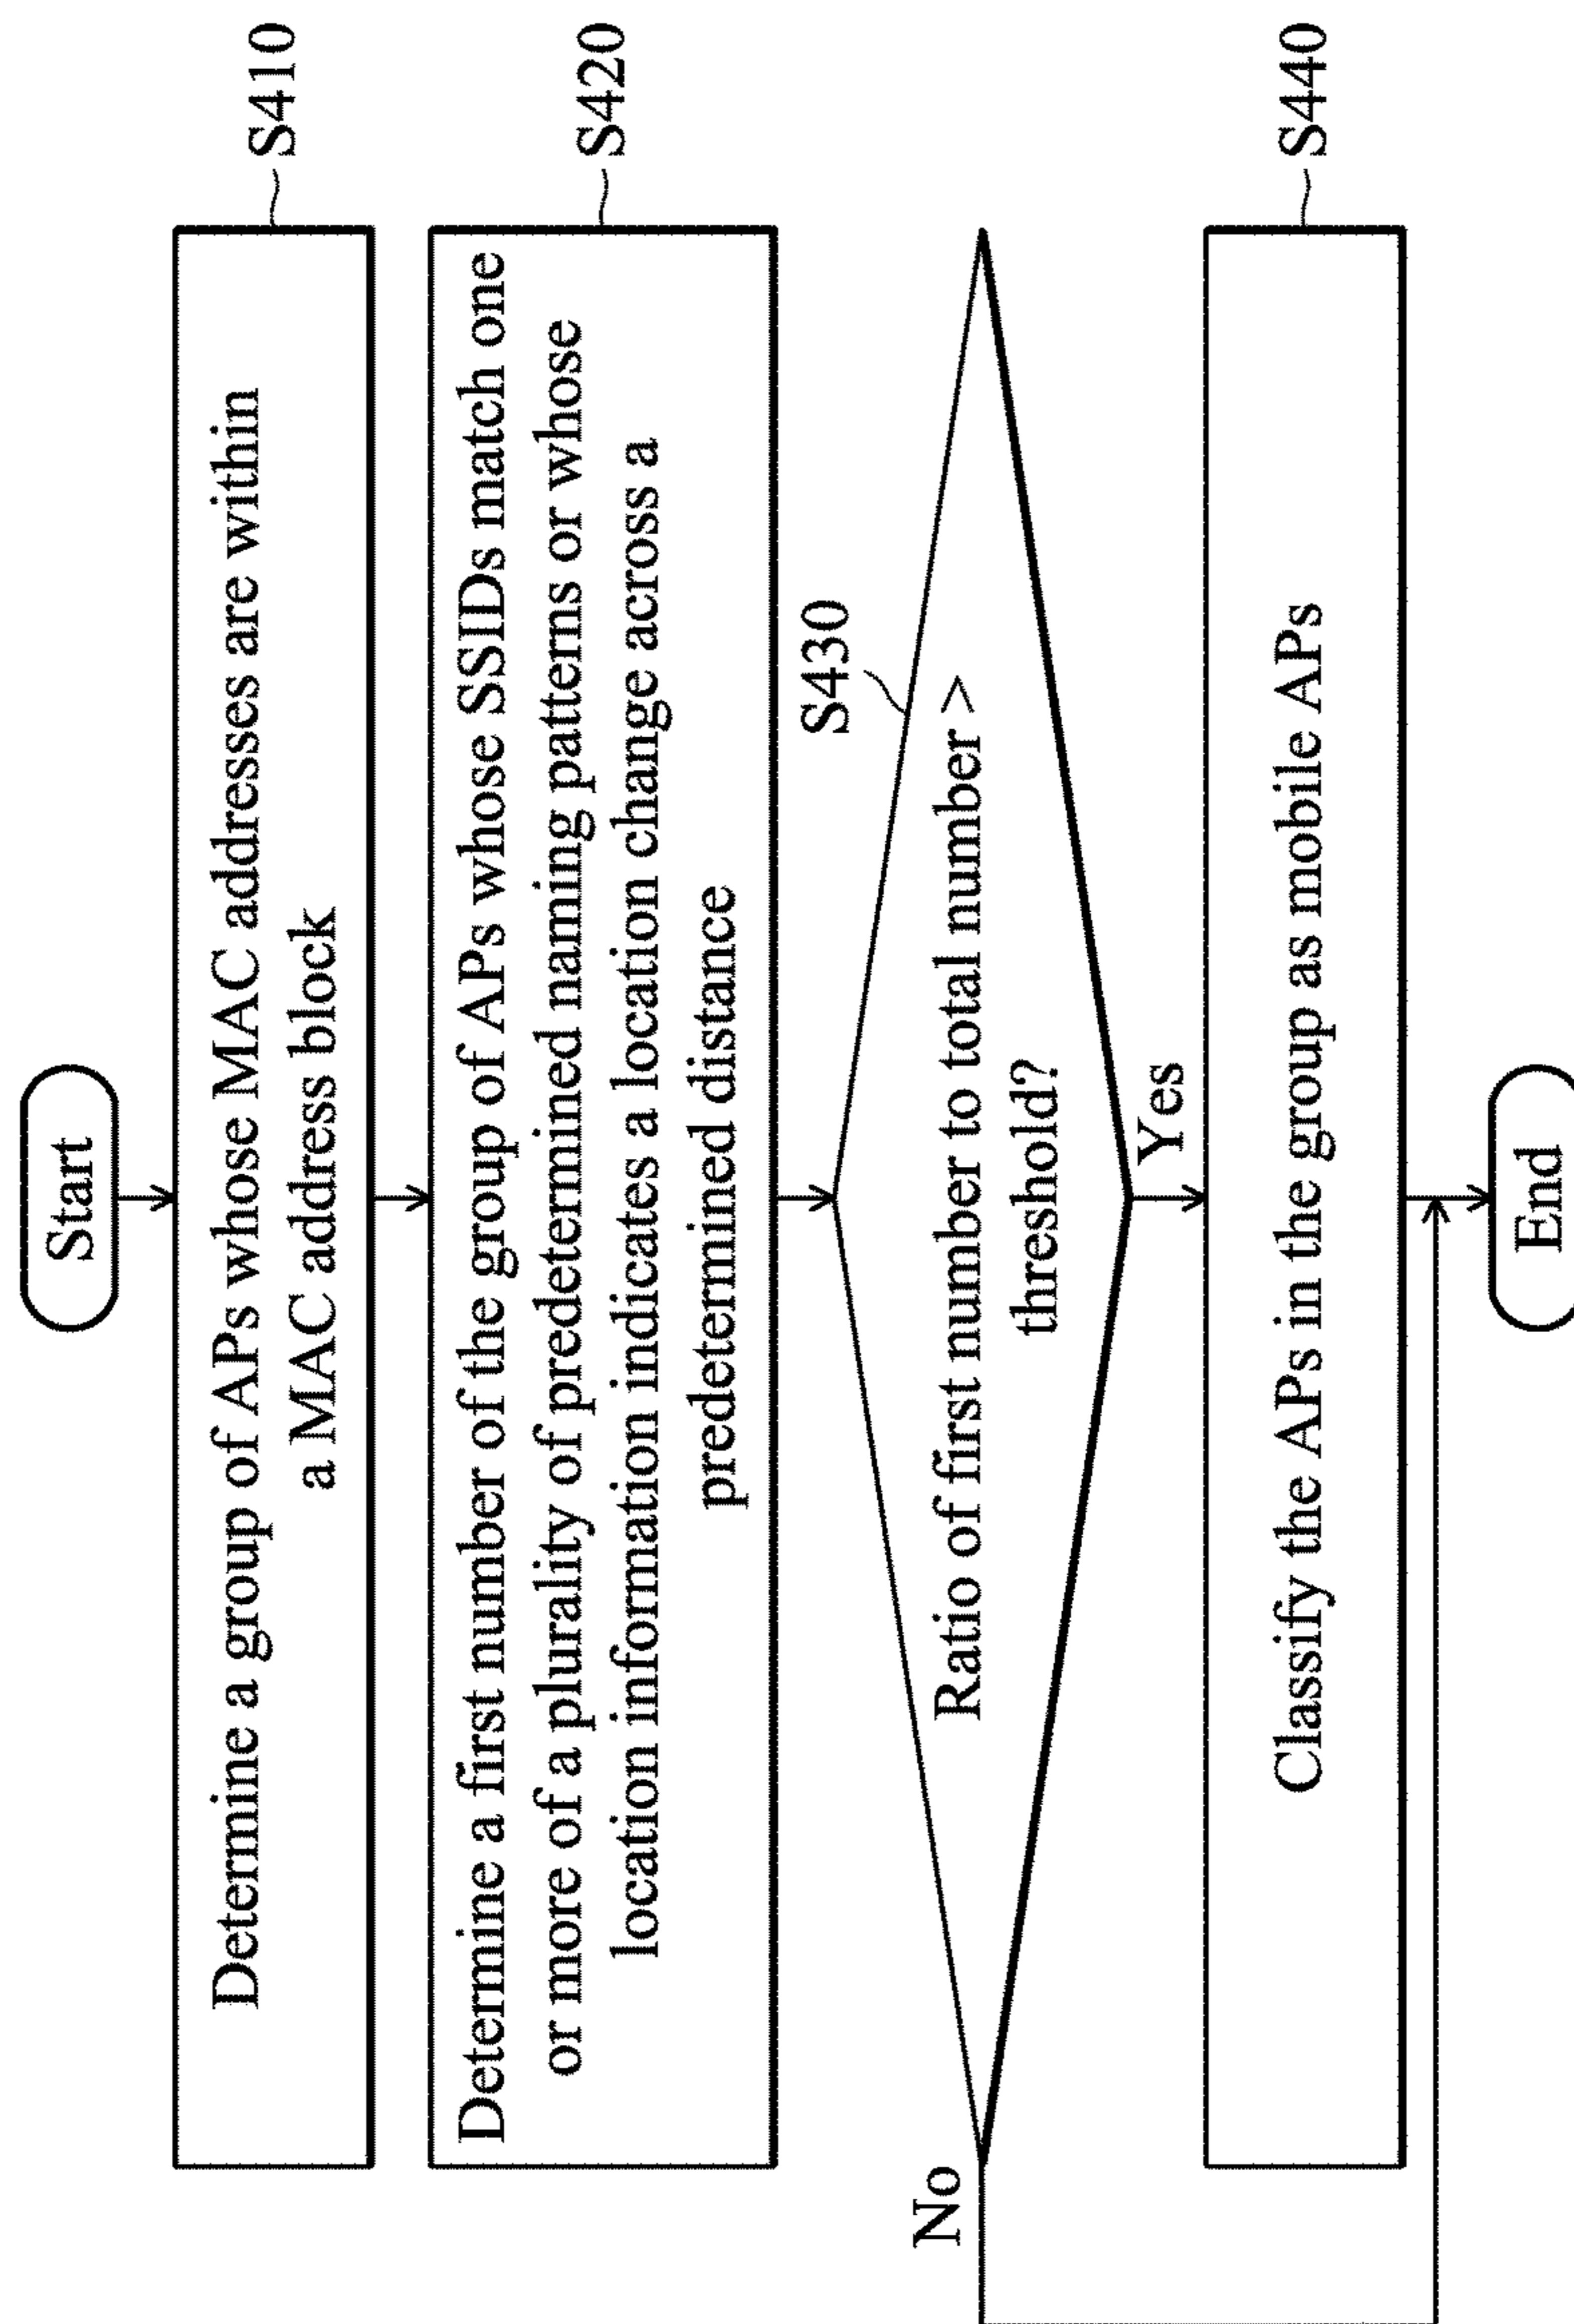 Start
Determine a group of APs whose MAC addresses are within
a MAC address block
S410
Determine a first number of the group of APs whose SSIDs match one
or more of a plurality of predetermined naming patterns or whose
location information indicates a location change across a
predetermined distance
S420
S430
Ratio of first number to total number >
threshold?
No
Yes
Classify the APs in the group as mobile APs
S440
End